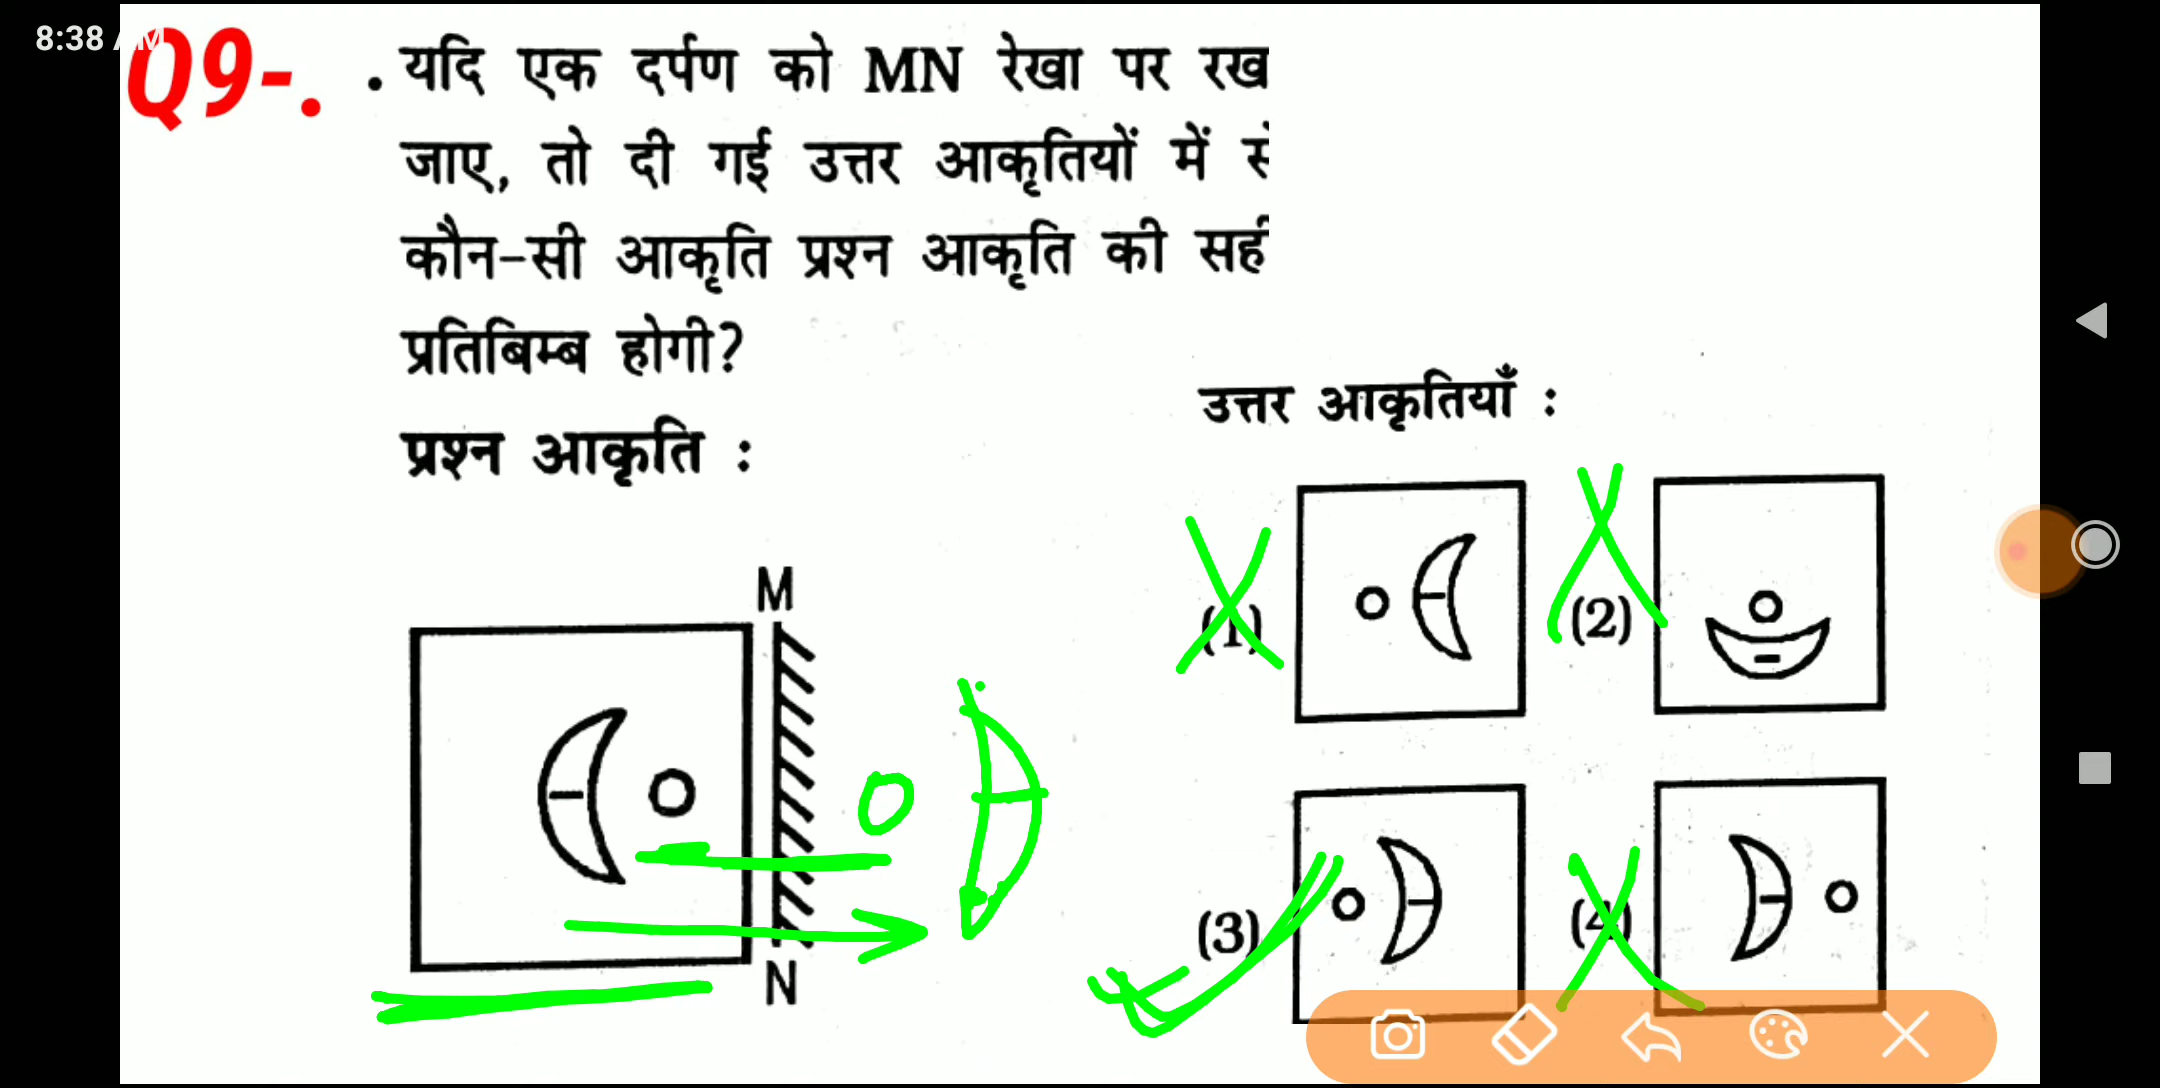 8:38 AM
Q9-.
. यदि एक दर्पण को MN रेखा पर रख
जाए, तो दी गई उत्तर आकृतियों में से
कौन-सी आकृति प्रश्न आकृति की सही
प्रतिबिम्ब होगी?
प्रश्न आकृति :
M
N
उत्तर आकृतियाँ :
(1)
(2)
(3)
(4)